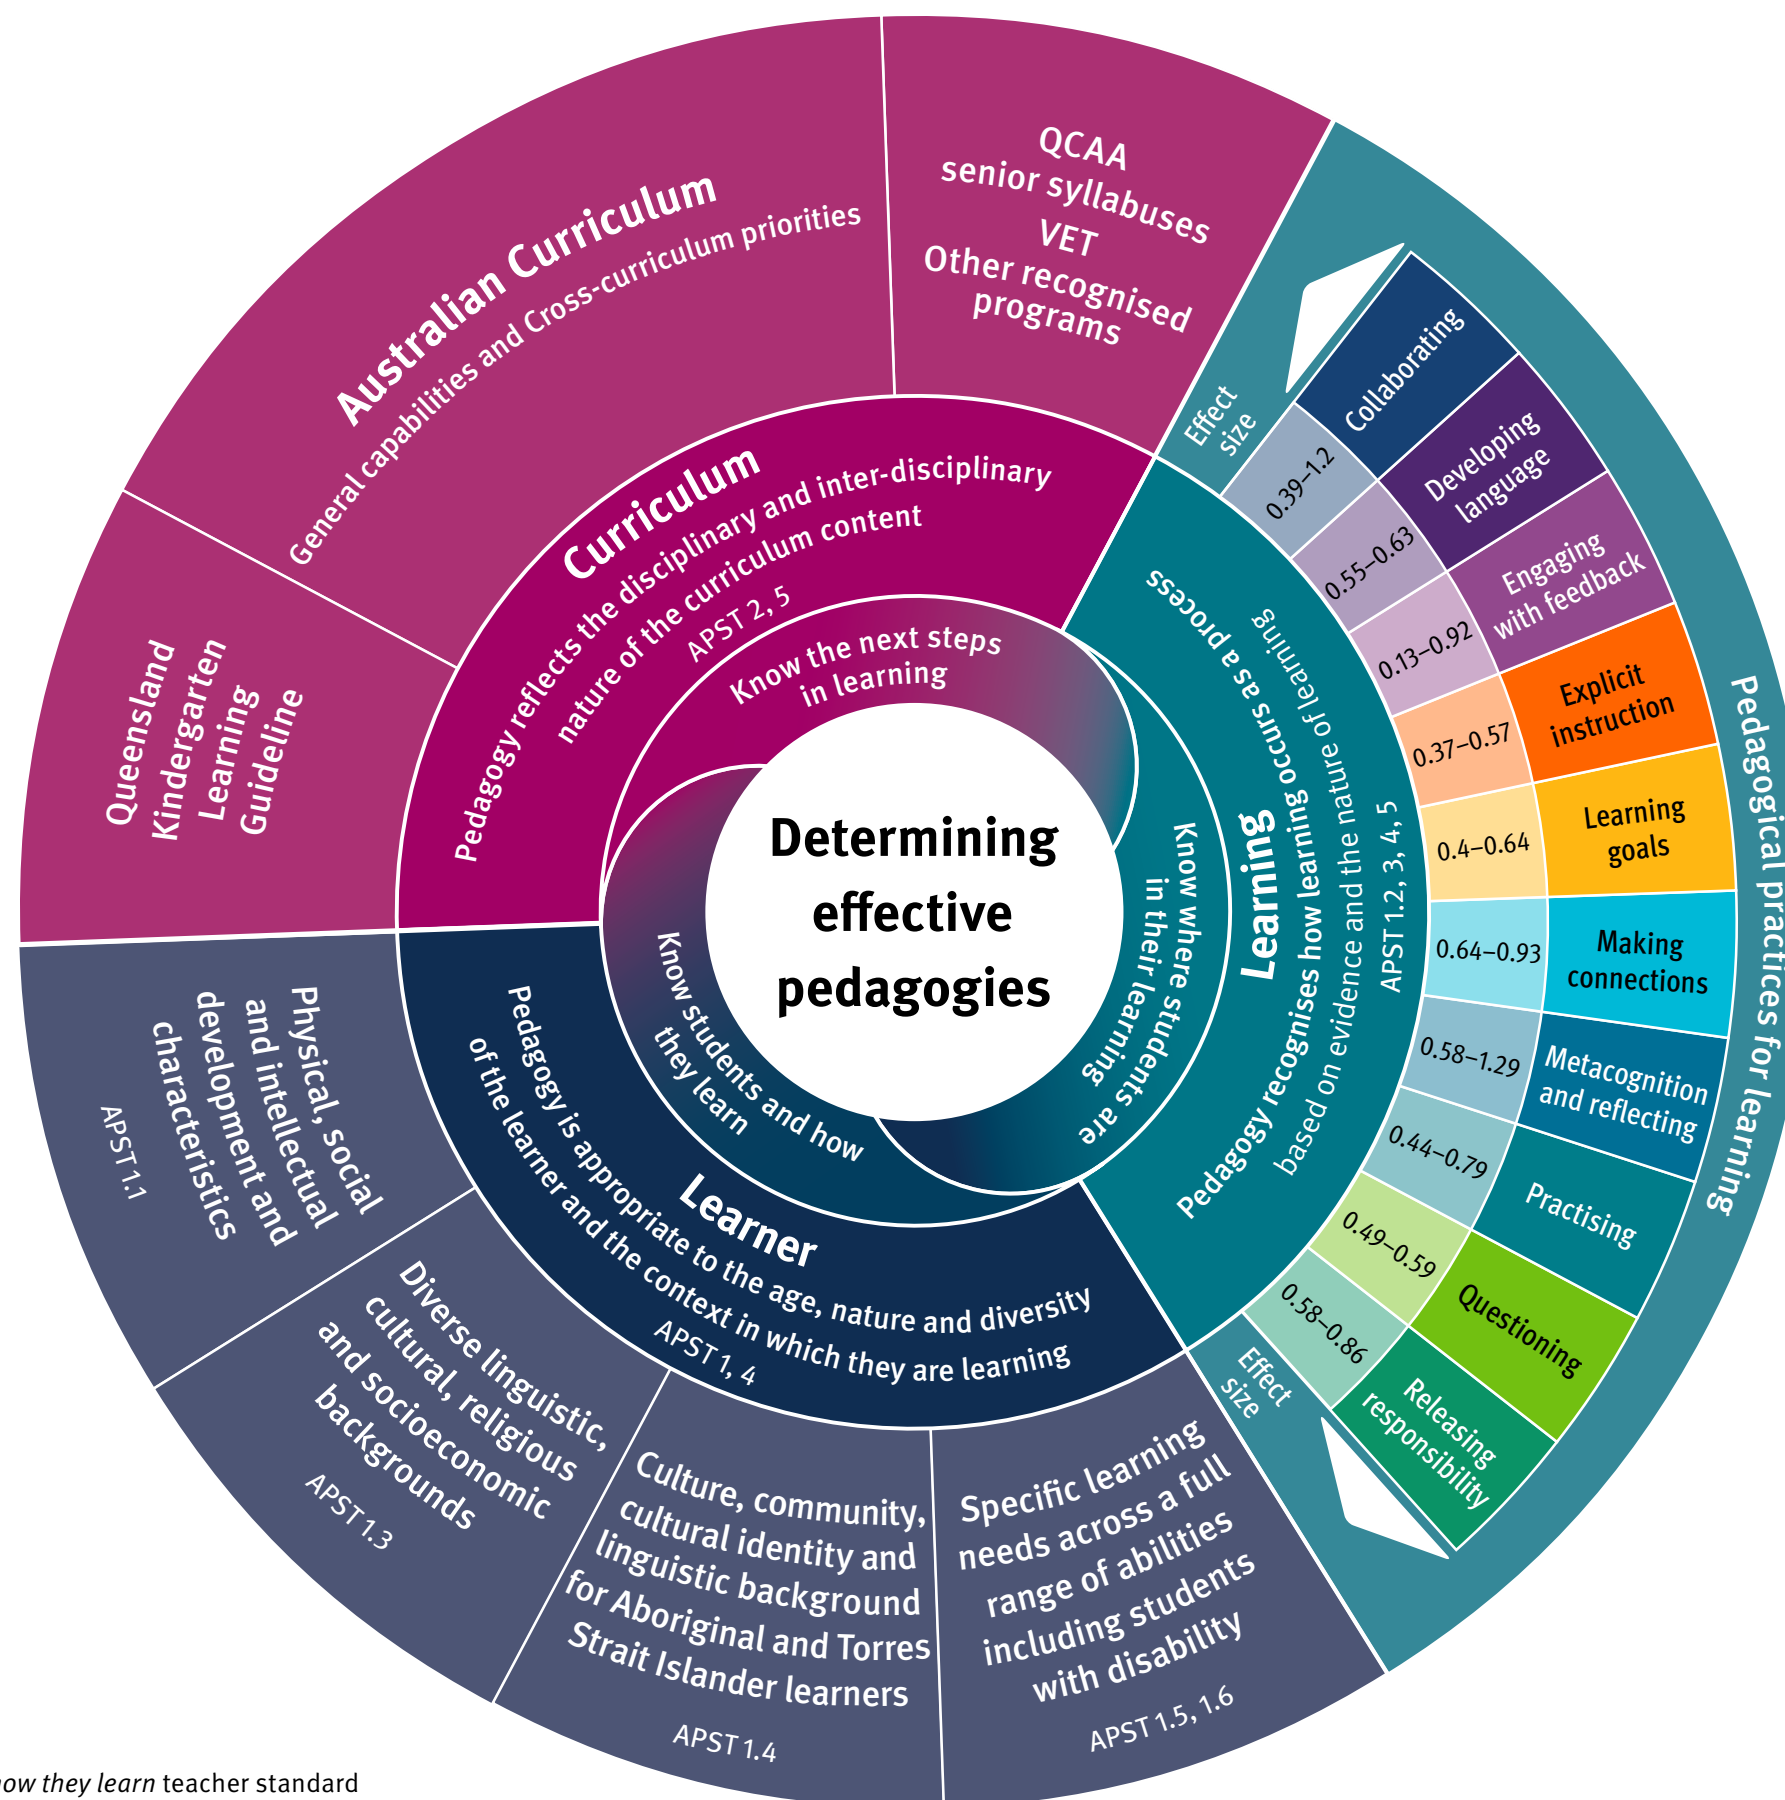 Determining
effective
pedagogies
Know the next steps
in learning
Know where students are
in their learning
Know students and how
they learn
Curriculum
Pedagogy reflects the disciplinary and inter-disciplinary
nature of the curriculum content
APST 2, 5
Queensland
Kindergarten
Learning
Guideline
Australian Curriculum
General capabilities and Cross-curriculum priorities
QCAA
senior syllabuses
VET
Other recognised
programs
Learning
Pedagogy recognises how learning occurs as a process
based on evidence and the nature of learning
APST 1.2, 3, 4, 5
Pedagogical practices for learning
Effect
size
Collaborating
0.39–1.2
Developing
language
0.55–0.63
Engaging
with feedback
0.13–0.92
Explicit
instruction
0.37–0.57
Learning
goals
0.4–0.64
Making
connections
0.64–0.93
Metacognition
and reflecting
0.58–1.29
Practising
0.44–0.79
Questioning
0.49–0.59
Releasing
responsibility
0.58–0.86
Effect
size
Learner
Pedagogy is appropriate to the age, nature and diversity
of the learner and the context in which they are learning
APST 1, 4
Physical, social
and intellectual
development and
characteristics
APST 1.1
Diverse linguistic,
cultural, religious
and socioeconomic
backgrounds
APST 1.3
Culture, community,
cultural identity and
linguistic background
for Aboriginal and Torres
Strait Islander learners
APST 1.4
Specific learning
needs across a full
range of abilities
including students
with disability
APST 1.5, 1.6
they learn teacher standard